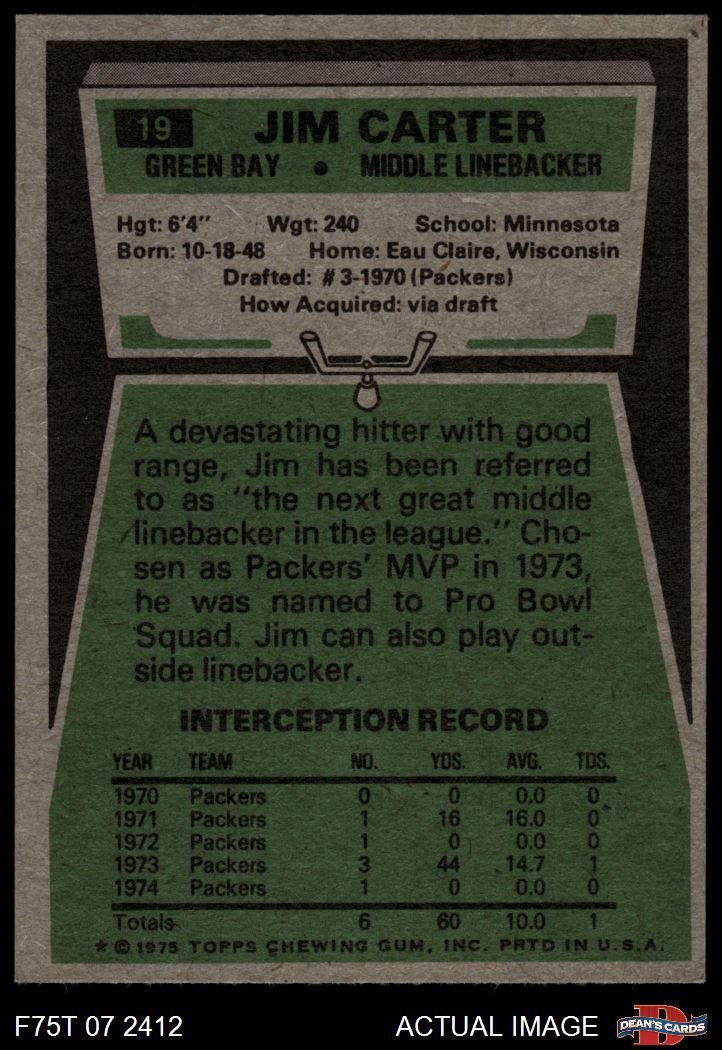 19 JIM CARTER
GREEN BAY • MIDDLE LINEBACKER
Hgt: 6'4" Wgt: 240 School: Minnesota
Born: 10-18-48 Home: Eau Claire, Wisconsin
Drafted: #3-1970 (Packers)
How Acquired: via draft
A devastating hitter with good
range, Jim has been referred
to as "the next great middle
linebacker in the league." Cho-
sen as Packers' MVP in 1973,
he was named to Pro Bowl
Squad. Jim can also play out-
side linebacker.
INTERCEPTION RECORD
YEAR TEAM NO. YDS. AVG. TDS.
1970 Packers 0 0 0.0 0
1971 Packers 1 16 16.0 0
1972 Packers 1 0 0.0 0
1973 Packers 3 44 14.7 1
1974 Packers 1 0 0.0 0
Totals 6 60 10.0 1
* © 1975 TOPPS CHEWING GUM, INC. PRTD IN U.S.A.
F75T 07 2412 ACTUAL IMAGE D DEAN'S CARDS